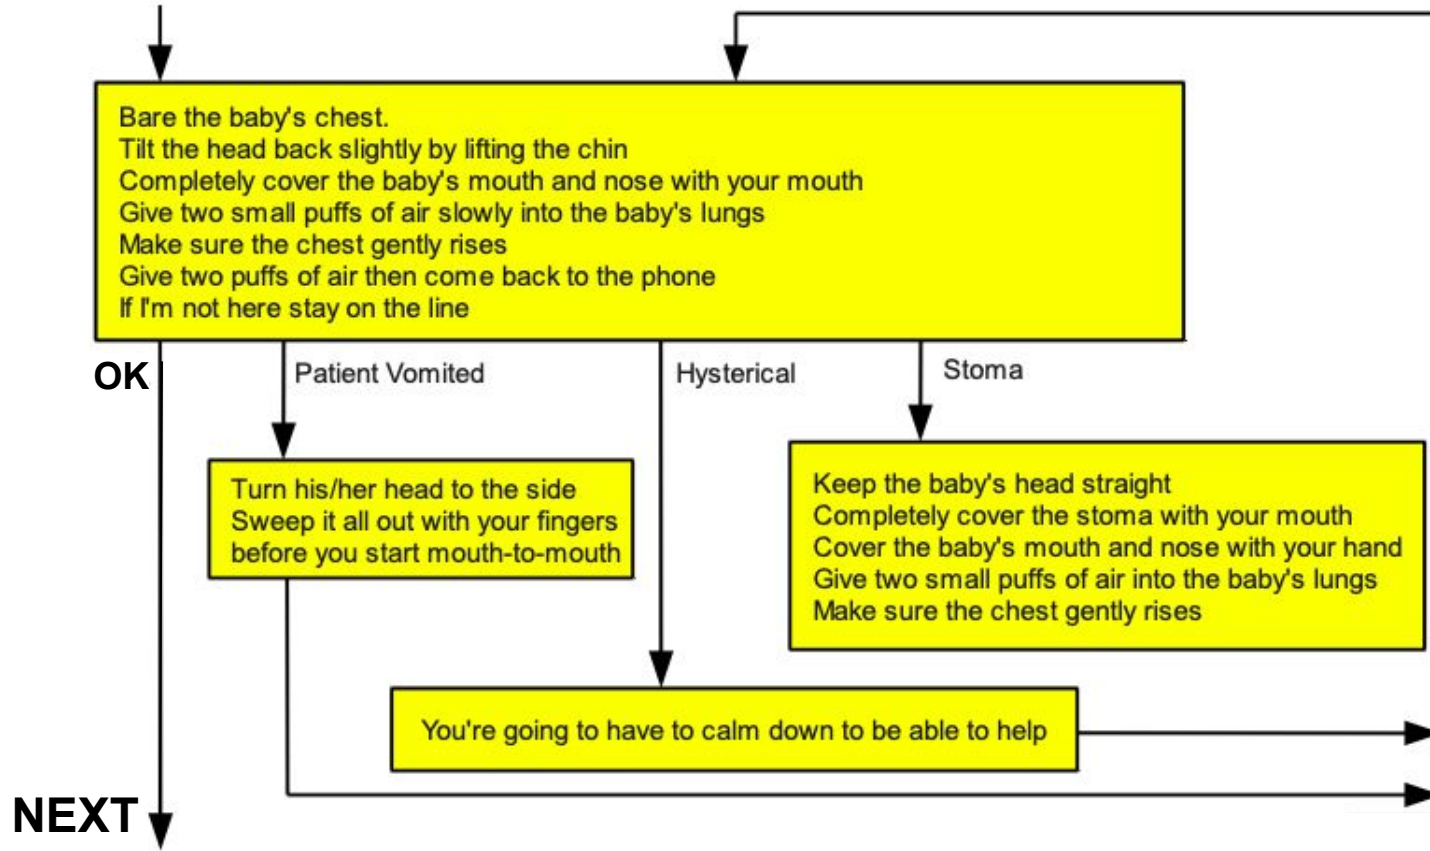 Bare the baby's chest.
Tilt the head back slightly by lifting the chin
Completely cover the baby's mouth and nose with your mouth
Give two small puffs of air slowly into the baby's lungs
Make sure the chest gently rises
Give two puffs of air then come back to the phone
If I'm not here stay on the line
OK
Patient Vomited
Hysterical
Stoma
Turn his/her head to the side
Sweep it all out with your fingers
before you start mouth-to-mouth
Keep the baby's head straight
Completely cover the stoma with your mouth
Cover the baby's mouth and nose with your hand
Give two small puffs of air into the baby's lungs
Make sure the chest gently rises
You're going to have to calm down to be able to help
NEXT